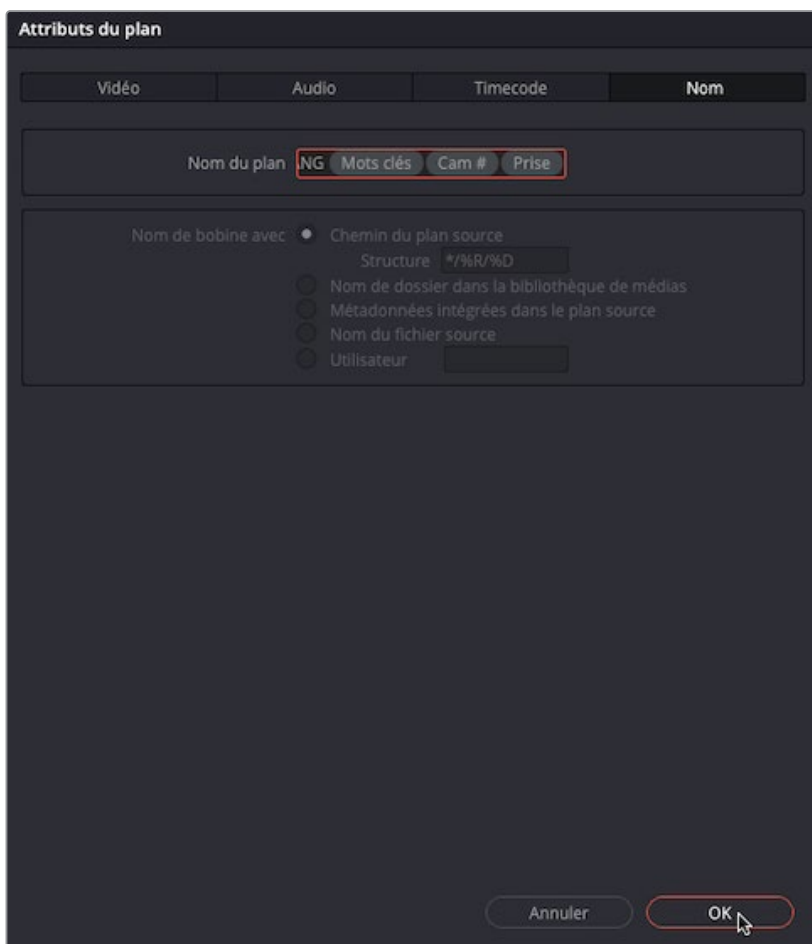 Attributs du plan
Vidéo Audio Timecode Nom
Nom du plan NG Mots clés Cam # Prise
Nom de bobine avec Chemin du plan source
Structure */%R/%D
Nom de dossier dans la bibliothèque de médias
Métadonnées intégrées dans le plan source
Nom du fichier source
Utilisateur
Annuler OK